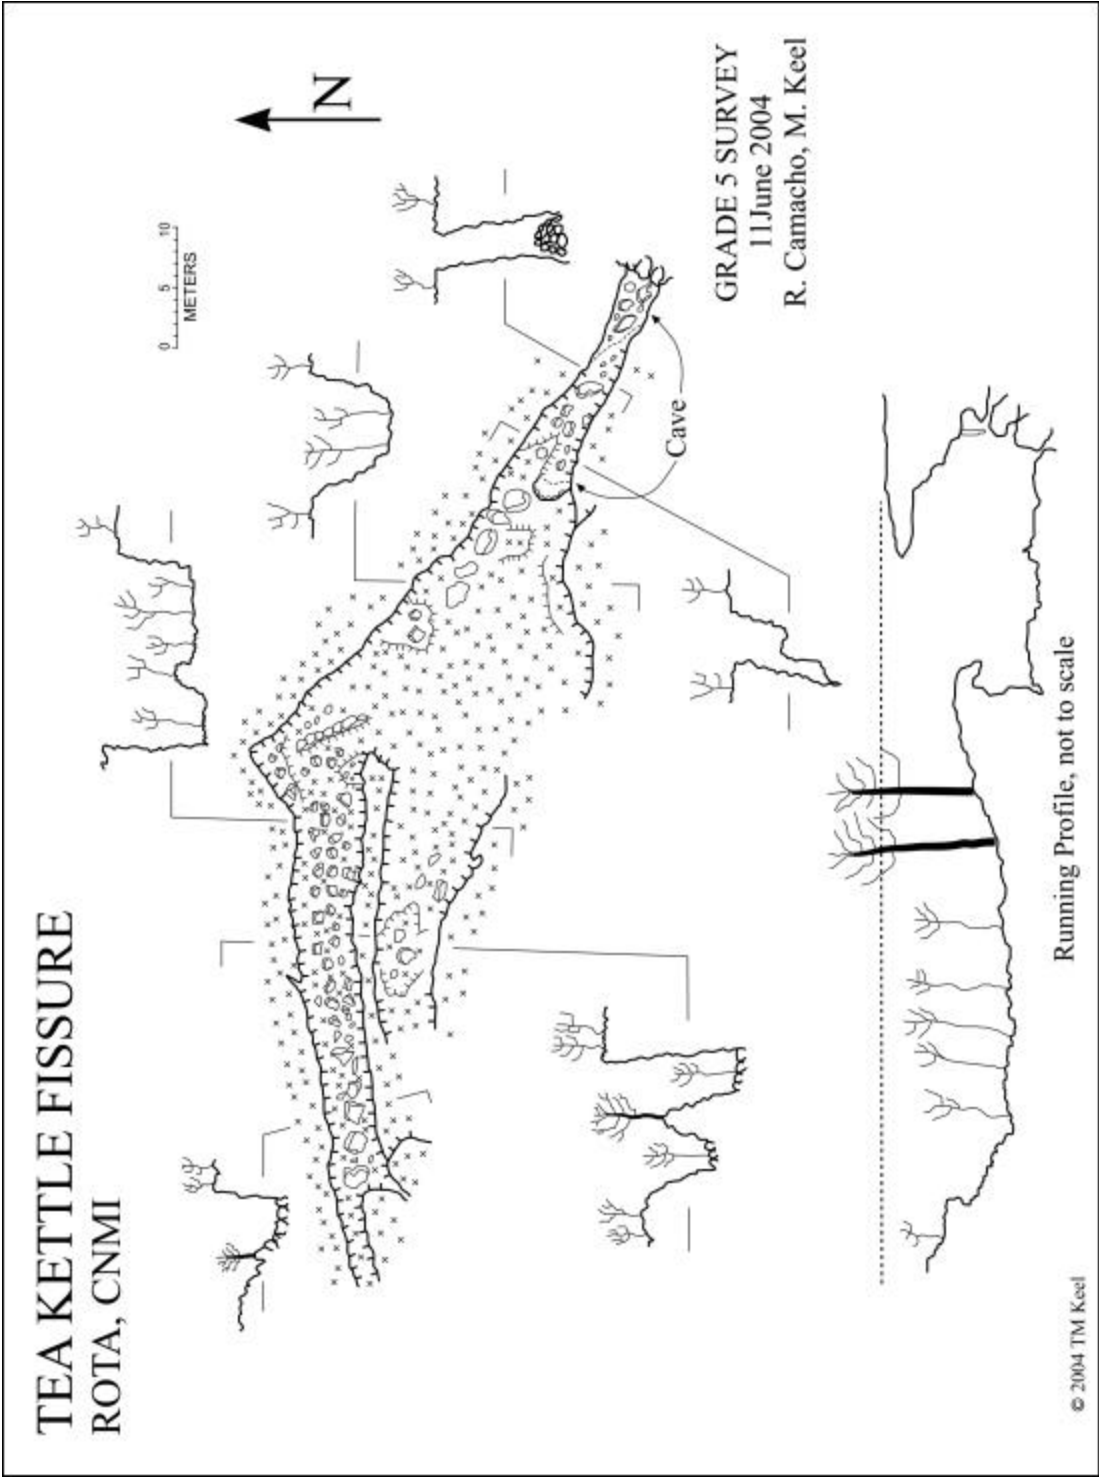 TEA KETTLE FISSURE
ROTA, CNMI
0 5 10
METERS
N
GRADE 5 SURVEY
11June 2004
R. Camacho, M. Keel
Cave
Running Profile, not to scale
© 2004 TM Keel